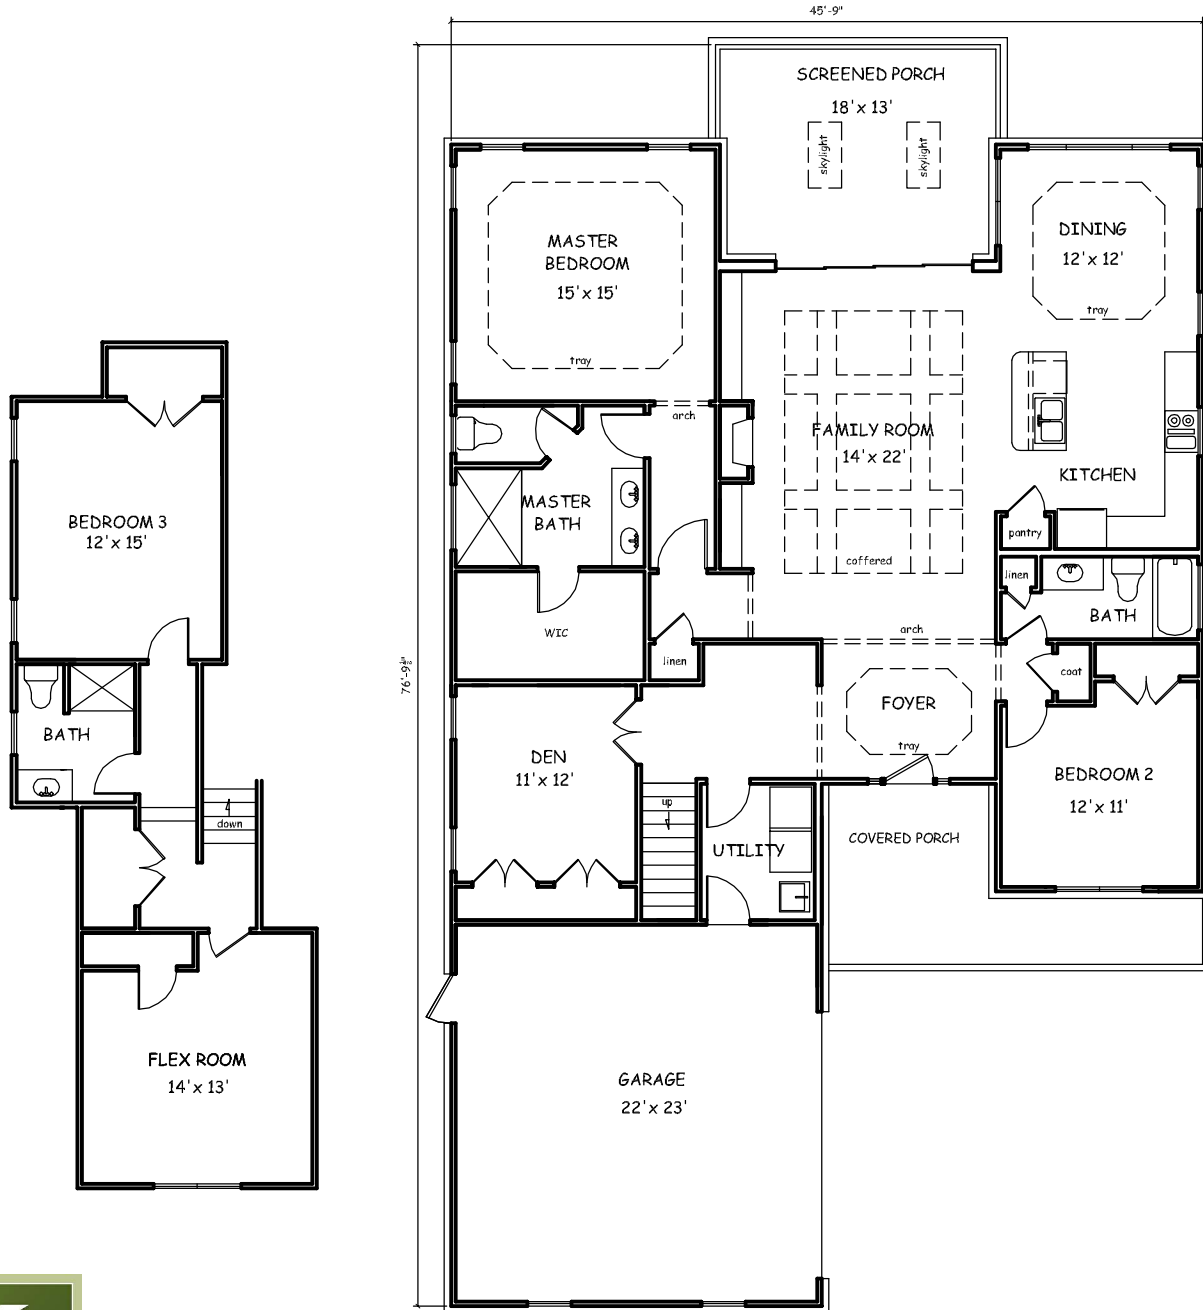 45'-9"
SCREENED PORCH
18' x 13'
skylight
skylight
MASTER
BEDROOM
15' x 15'
tray
DINING
12' x 12'
tray
arch
FAMILY ROOM
14' x 22'
coffered
KITCHEN
pantry
MASTER
BATH
WIC
linen
linen
BATH
arch
coat
FOYER
tray
DEN
11' x 12'
up
UTILITY
COVERED PORCH
BEDROOM 2
12' x 11'
GARAGE
22' x 23'
BEDROOM 3
12' x 15'
BATH
down
FLEX ROOM
14' x 13'